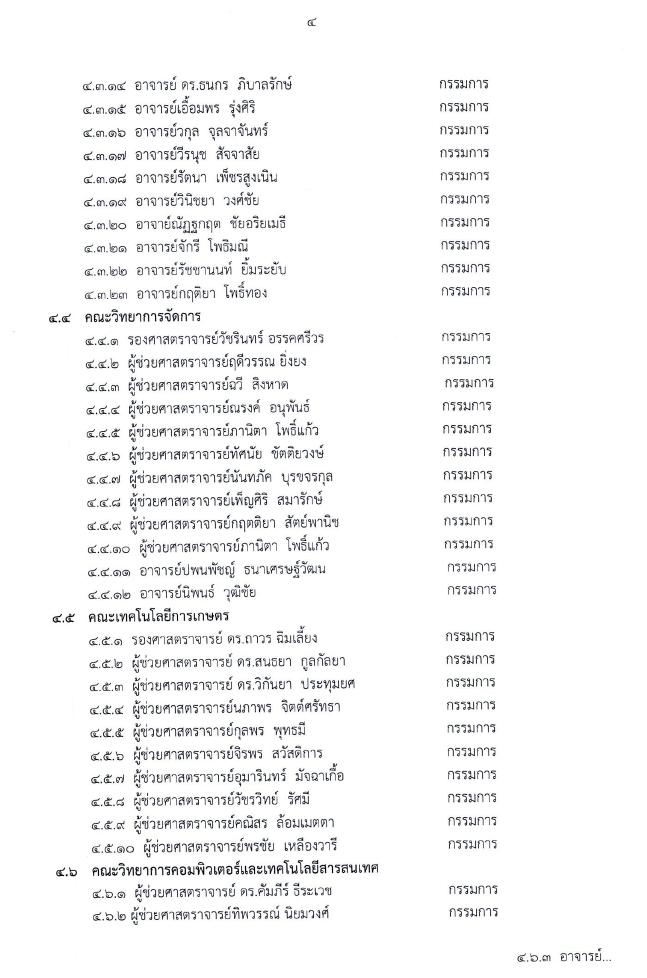 ๔
๔.๓.๑๔ อาจารย์ ดร.ธนกร ภิบาลรักษ์ กรรมการ
๔.๓.๑๕ อาจารย์เอื้อมพร รุ่งศิริ กรรมการ
๔.๓.๑๖ อาจารย์วกุล จุลจาจันทร์ กรรมการ
๔.๓.๑๗ อาจารย์วีรนุช สัจจาสัย กรรมการ
๔.๓.๑๘ อาจารย์รัตนา เพ็ชรสูงเนิน กรรมการ
๔.๓.๑๙ อาจารย์วินิชยา วงศ์ชัย กรรมการ
๔.๓.๒๐ อาจาย์ณัฏฐกฤต ชัยอริยเมธี กรรมการ
๔.๓.๒๑ อาจารย์จักรี โพธิมณี กรรมการ
๔.๓.๒๒ อาจารย์รัชชานนท์ ยิ้มระยับ กรรมการ
๔.๓.๒๓ อาจารย์กฤติยา โพธิ์ทอง กรรมการ
๔.๔ คณะวิทยาการจัดการ
๔.๔.๑ รองศาสตราจารย์วัชรินทร์ อรรคศรีวร กรรมการ
๔.๔.๒ ผู้ช่วยศาสตราจารย์ฤดีวรรณ ยิ่งยง กรรมการ
๔.๔.๓ ผู้ช่วยศาสตราจารย์ฉวี สิงหาด กรรมการ
๔.๔.๔ ผู้ช่วยศาสตราจารย์ณรงค์ อนุพันธ์ กรรมการ
๔.๔.๕ ผู้ช่วยศาสตราจารย์ภานิตา โพธิ์แก้ว กรรมการ
๔.๔.๖ ผู้ช่วยศาสตราจารย์ทัศนัย ขัตติยวงษ์ กรรมการ
๔.๔.๗ ผู้ช่วยศาสตราจารย์นันทภัค บุรขจรกุล กรรมการ
๔.๔.๘ ผู้ช่วยศาสตราจารย์เพ็ญศิริ สมารักษ์ กรรมการ
๔.๔.๙ ผู้ช่วยศาสตราจารย์กฤตติยา สัตย์พานิช กรรมการ
๔.๔.๑๐ ผู้ช่วยศาสตราจารย์ภานิตา โพธิ์แก้ว กรรมการ
๔.๔.๑๑ อาจารย์ปพนพัชญ์ ธนาเศรษฐ์วัฒน กรรมการ
๔.๔.๑๒ อาจารย์นิพนธ์ วุฒิชัย กรรมการ
๔.๕ คณะเทคโนโลยีการเกษตร
๔.๕.๑ รองศาสตราจารย์ ดร.ถาวร ฉิมเลี้ยง กรรมการ
๔.๕.๒ ผู้ช่วยศาสตราจารย์ ดร.สนธยา กูลกัลยา กรรมการ
๔.๕.๓ ผู้ช่วยศาสตราจารย์ ดร.วิกันยา ประทุมยศ กรรมการ
๔.๕.๔ ผู้ช่วยศาสตราจารย์นภาพร จิตต์ศรัทธา กรรมการ
๔.๕.๕ ผู้ช่วยศาสตราจารย์กุลพร พุทธมี กรรมการ
๔.๕.๖ ผู้ช่วยศาสตราจารย์จิรพร สวัสดิการ กรรมการ
๔.๕.๗ ผู้ช่วยศาสตราจารย์อุมารินทร์ มัจฉาเกื้อ กรรมการ
๔.๕.๘ ผู้ช่วยศาสตราจารย์วัชรวิทย์ รัศมี กรรมการ
๔.๕.๙ ผู้ช่วยศาสตราจารย์คณิสร ล้อมเมตตา กรรมการ
๔.๕.๑๐ ผู้ช่วยศาสตราจารย์พรชัย เหลืองวารี กรรมการ
๔.๖ คณะวิทยาการคอมพิวเตอร์และเทคโนโลยีสารสนเทศ
๔.๖.๑ ผู้ช่วยศาสตราจารย์ ดร.คัมภีร์ ธีระเวช กรรมการ
๔.๖.๒ ผู้ช่วยศาสตราจารย์ทิพวรรณ์ นิยมวงศ์ กรรมการ
๔.๖.๓ อาจารย์...